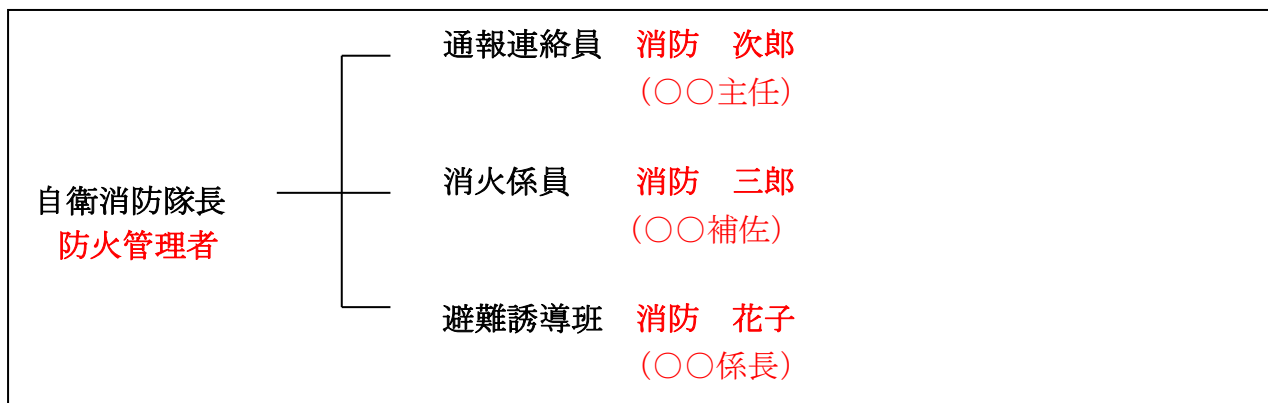 通報連絡員　消防　次郎
（○○主任）
消火係員　消防　三郎
（○○補佐）
自衛消防隊長
防火管理者
避難誘導班　消防　花子
（○○係長）